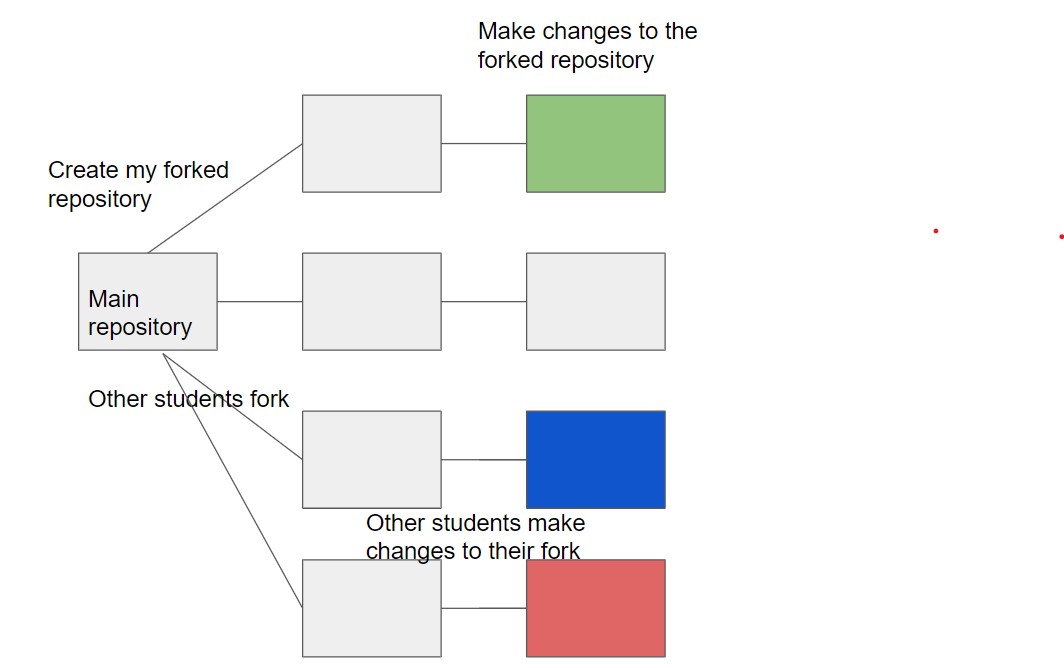 Make changes to the
forked repository
Create my forked
repository
Main
repository
Other students fork
Other students make
changes to their fork